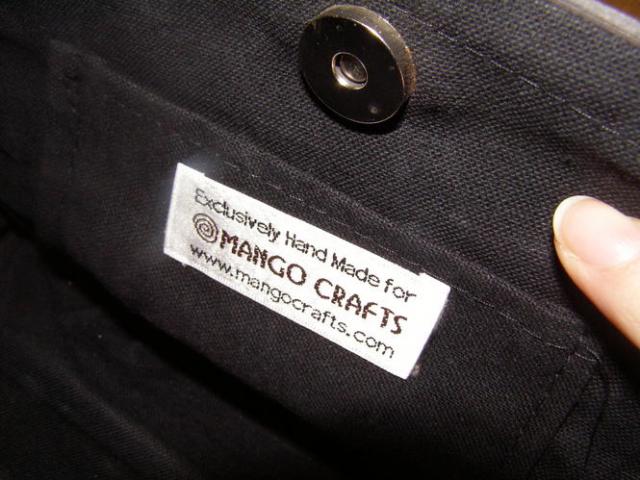 Exclusively Hand Made for
MANGO CRAFTS
www.mangocrafts.com